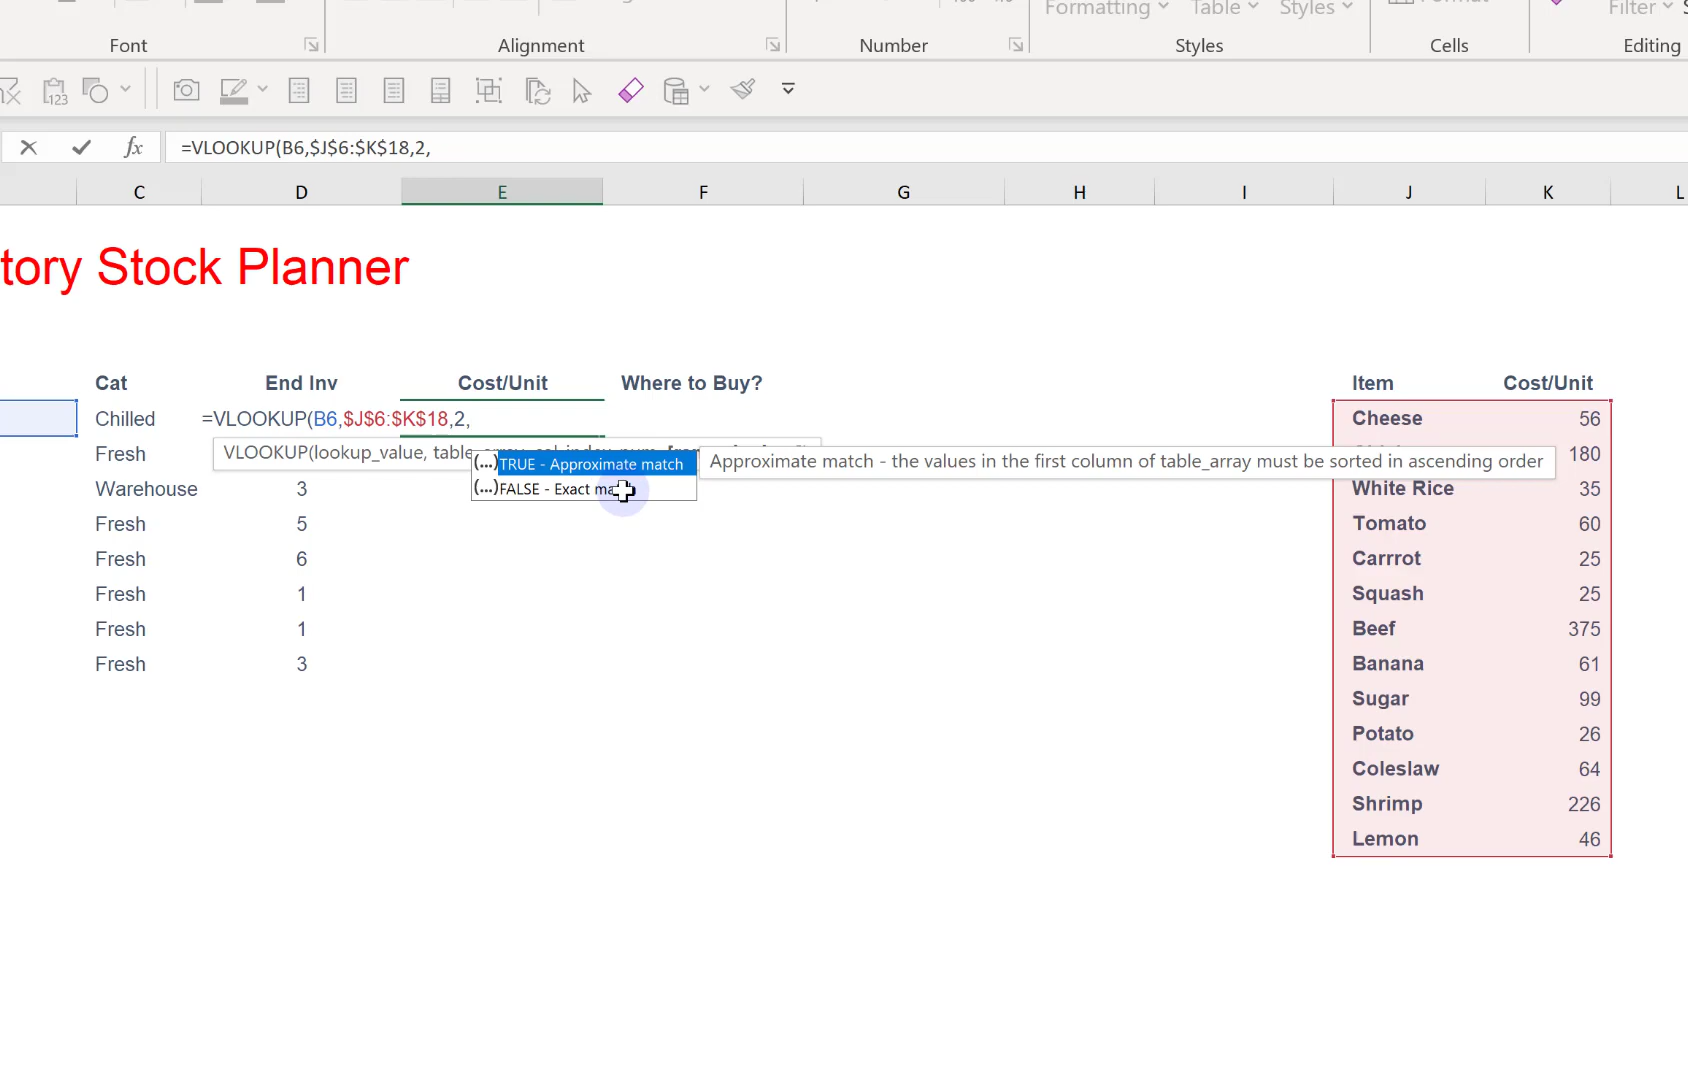 Formatting Table Styles Format Filter
Font Alignment Number Styles Cells Editing
=VLOOKUP(B6,$J$6:$K$18,2,
C D E F G H I J K L
tory Stock Planner
Cat End Inv Cost/Unit Where to Buy? Item Cost/Unit
Chilled =VLOOKUP(B6,$J$6:$K$18,2, Cheese 56
Fresh VLOOKUP(lookup_value, 180
TRUE - Approximate match Approximate match - the values in the first column of table_array must be sorted in ascending order
Warehouse 3 FALSE - Exact White Rice 35
Fresh 5 Tomato 60
Fresh 6 Carrrot 25
Fresh 1 Squash 25
Fresh 1 Beef 375
Fresh 3 Banana 61
Sugar 99
Potato 26
Coleslaw 64
Shrimp 226
Lemon 46